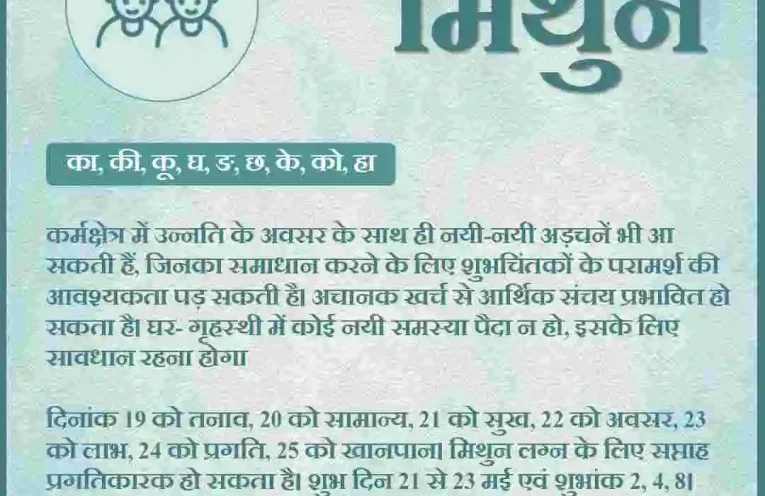 मिथुन
का, की, कू, घ, ङ, छ, के, को, हा
कर्मक्षेत्र में उन्नति के अवसर के साथ ही नयी-नयी अड़चनें भी आ
सकती हैं, जिनका समाधान करने के लिए शुभचिंतकों के परामर्श की
आवश्यकता पड़ सकती है। अचानक खर्च से आर्थिक संचय प्रभावित हो
सकता है। घर- गृहस्थी में कोई नयी समस्या पैदा न हो, इसके लिए
सावधान रहना होगा
दिनांक 19 को तनाव, 20 को सामान्य, 21 को सुख, 22 को अवसर, 23
को लाभ, 24 को प्रगति, 25 को खानपान। मिथुन लग्न के लिए सप्ताह
प्रगतिकारक हो सकता है। शुभ दिन 21 से 23 मई एवं शुभांक 2, 4, 8।